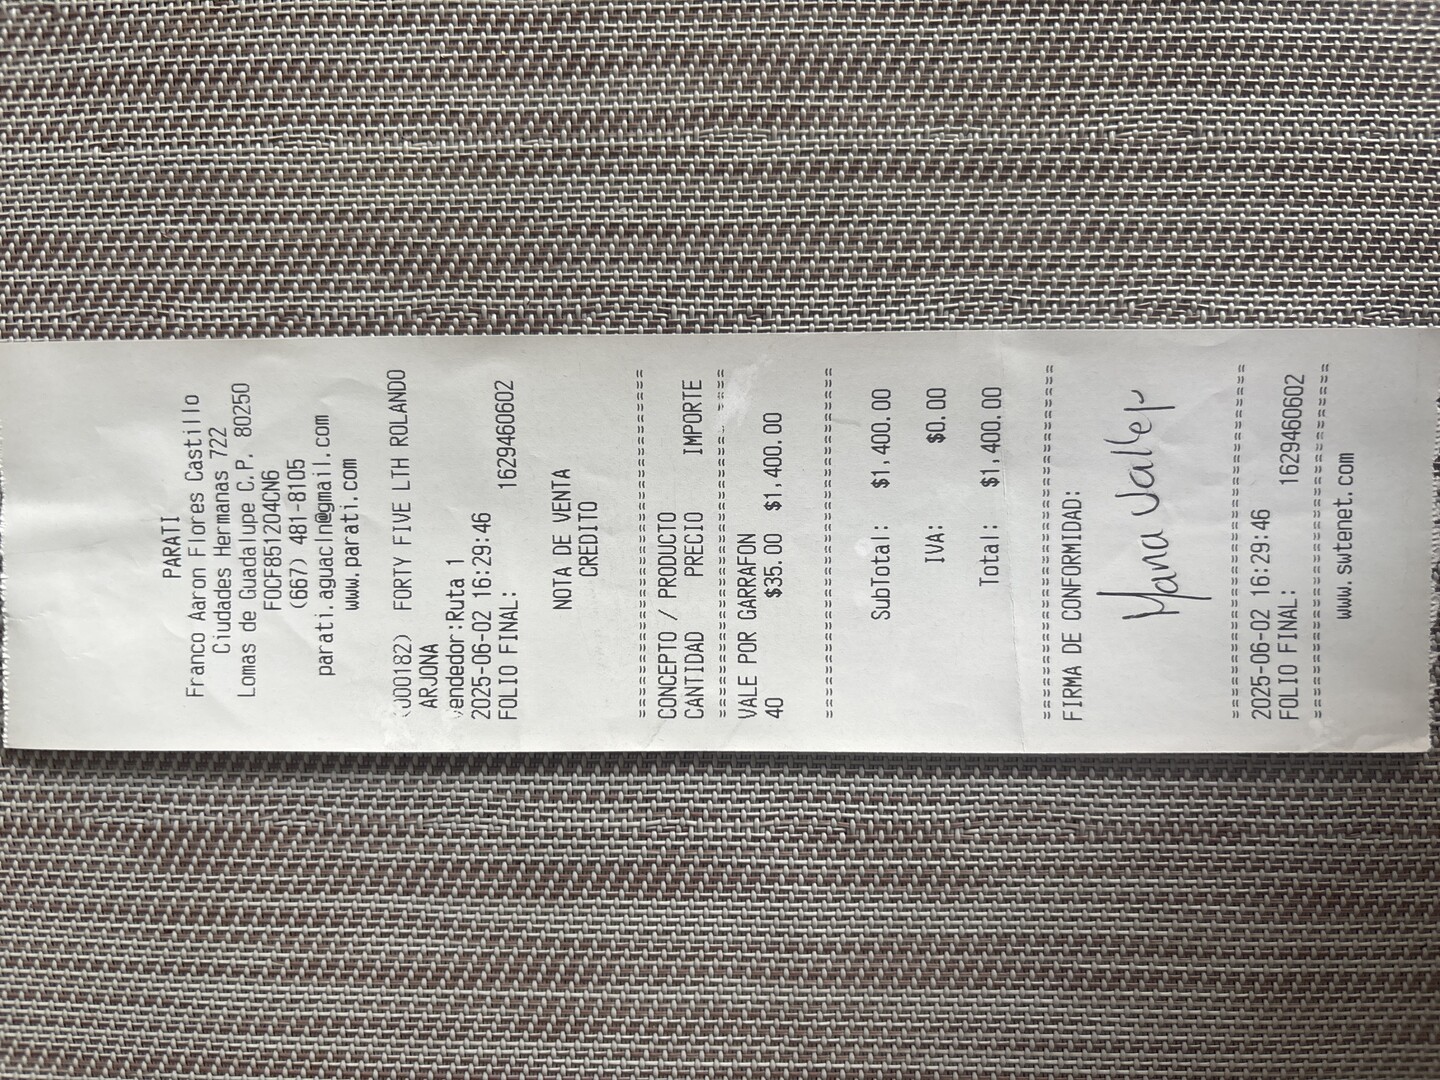 PARATI
Franco Aaron Flores Castillo
Ciudades Hermanas 722
Lomas de Guadalupe C.P. 80250
FOCF851204CN6
(667) 481-8105
parati.aguacln@gmail.com
www.parati.com
(000182) FORTY FIVE LTH ROLANDO
ARJONA
Vendedor:Ruta 1
2025-06-02 16:29:46
FOLIO FINAL: 1629460602
NOTA DE VENTA
CREDITO
==============================
CONCEPTO / PRODUCTO
CANTIDAD PRECIO IMPORTE
==============================
VALE POR GARRAFON
40 $35.00 $1,400.00
==============================
SubTotal: $1,400.00
IVA: $0.00
Total: $1,400.00
==============================
FIRMA DE CONFORMIDAD:
==============================
2025-06-02 16:29:46
FOLIO FINAL: 1629460602
==============================
www.swtenet.com